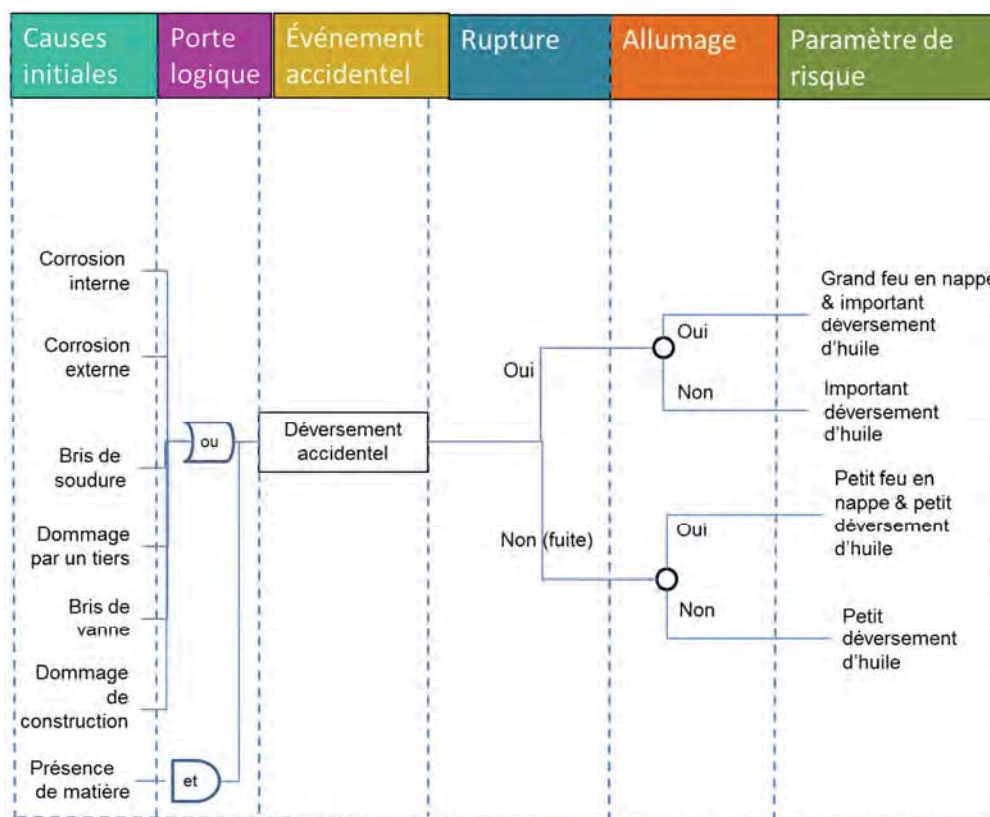 Causes
initiales
Porte
logique
Événement
accidentel
Rupture
Allumage
Paramètre de
risque
Corrosion
interne
Corrosion
externe
Bris de
soudure
Dommage
par un tiers
Bris de
vanne
Dommage
de
construction
Présence
de matière
ou
et
Déversement
accidentel
Oui
Non (fuite)
Oui
Non
Oui
Non
Grand feu en nappe
& important
déversement
d'huile
Important
déversement
d'huile
Petit feu en
nappe & petit
déversement
d'huile
Petit
déversement
d'huile